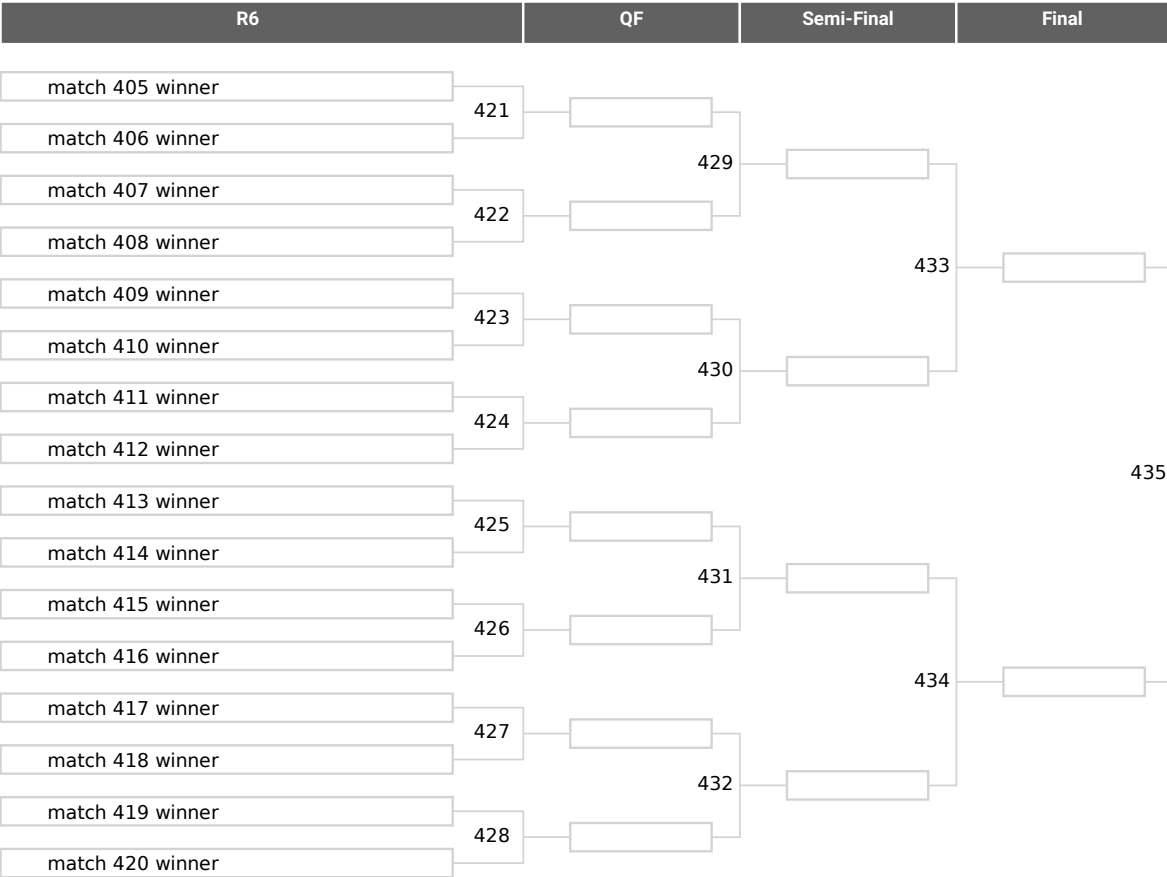 R6 QF Semi-Final Final
match 405 winner
421
match 406 winner
429
match 407 winner
422
match 408 winner
433
match 409 winner
423
match 410 winner
430
match 411 winner
424
match 412 winner
435
match 413 winner
425
match 414 winner
431
match 415 winner
426
match 416 winner
434
match 417 winner
427
match 418 winner
432
match 419 winner
428
match 420 winner